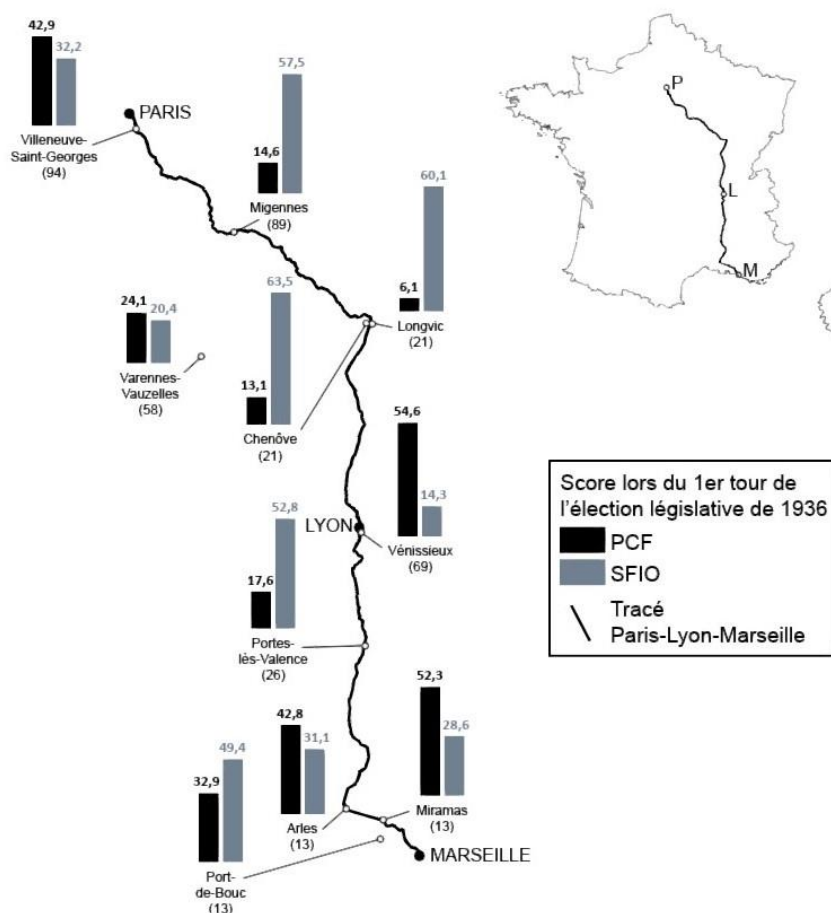 42,9
32,2
Villeneuve-
Saint-Georges
(94)
PARIS
57,5
14,6
Migennes
(89)
P
L
M
60,1
6,1
Longvic
(21)
24,1
20,4
Varennes-
Vauzelles
(58)
63,5
13,1
Chenôve
(21)
54,6
14,3
Vénissieux
(69)
LYON
52,8
17,6
Portes-
lès-Valence
(26)
Score lors du 1er tour de
l'élection législative de 1936
PCF
SFIO
Tracé
Paris-Lyon-Marseille
52,3
28,6
Miramas
(13)
42,8
31,1
Arles
(13)
49,4
32,9
Port-
de-Bouc
(13)
MARSEILLE